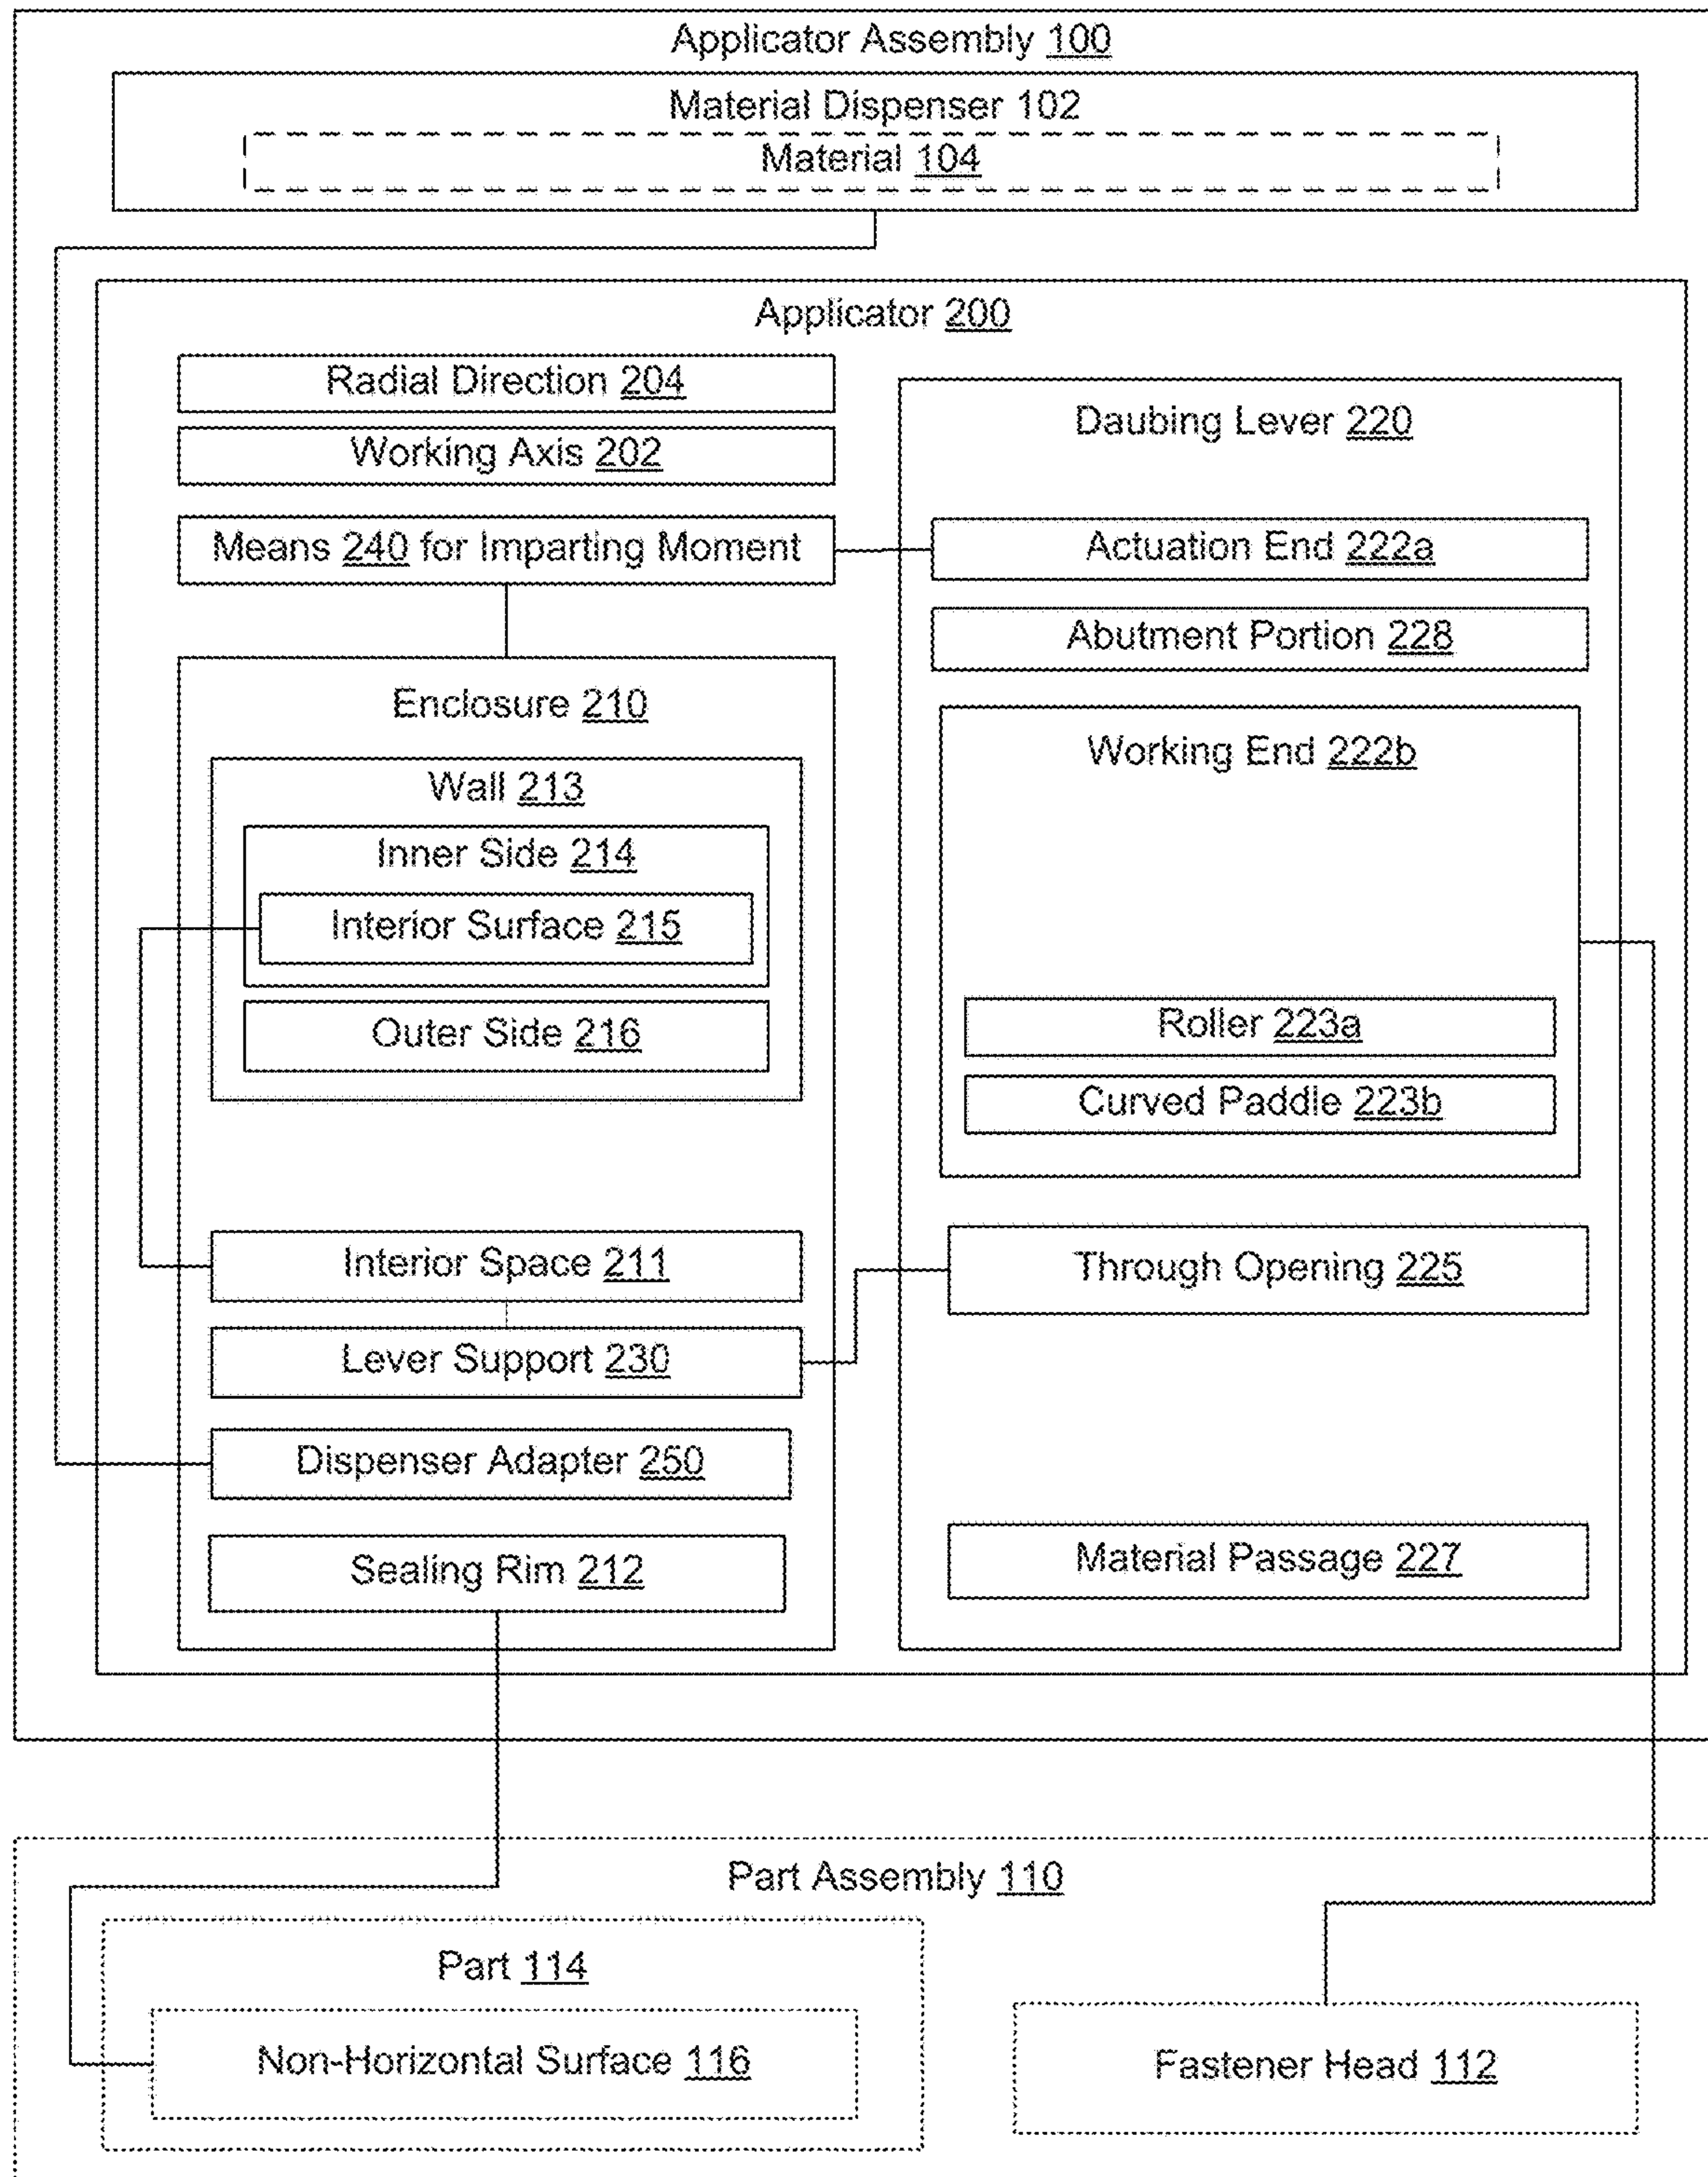 Applicator Assembly 100
Material Dispenser 102
Material 104
Applicator 200
Radial Direction 204
Working Axis 202
Means 240 for Imparting Moment
Enclosure 210
Wall 213
Inner Side 214
Interior Surface 215
Outer Side 216
Interior Space 211
Lever Support 230
Dispenser Adapter 250
Sealing Rim 212
Daubing Lever 220
Actuation End 222a
Abutment Portion 228
Working End 222b
Roller 223a
Curved Paddle 223b
Through Opening 225
Material Passage 227
Part Assembly 110
Part 114
Non-Horizontal Surface 116
Fastener Head 112